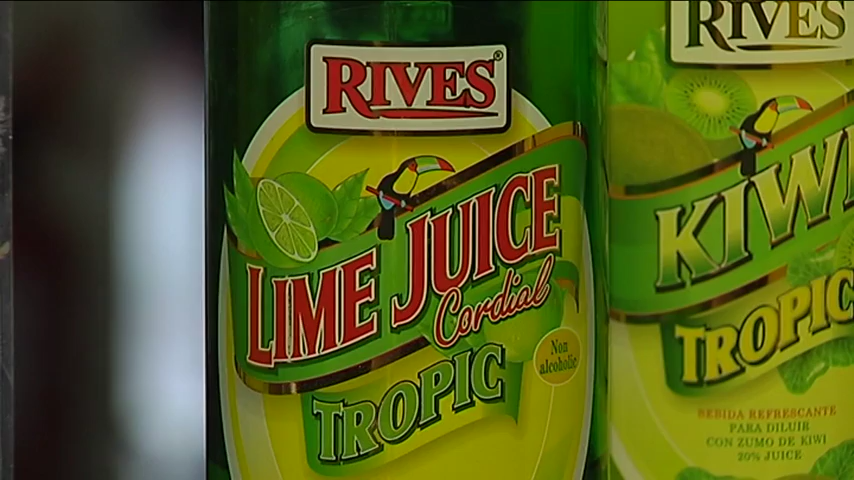 RIVES®
LIME JUICE
Cordial
TROPIC
Non
alcoholic
RIVES
KIWI
TROPIC
BEBIDA REFRESCANTE
PARA DILUIR
CON ZUMO DE KIWI
20% JUICE